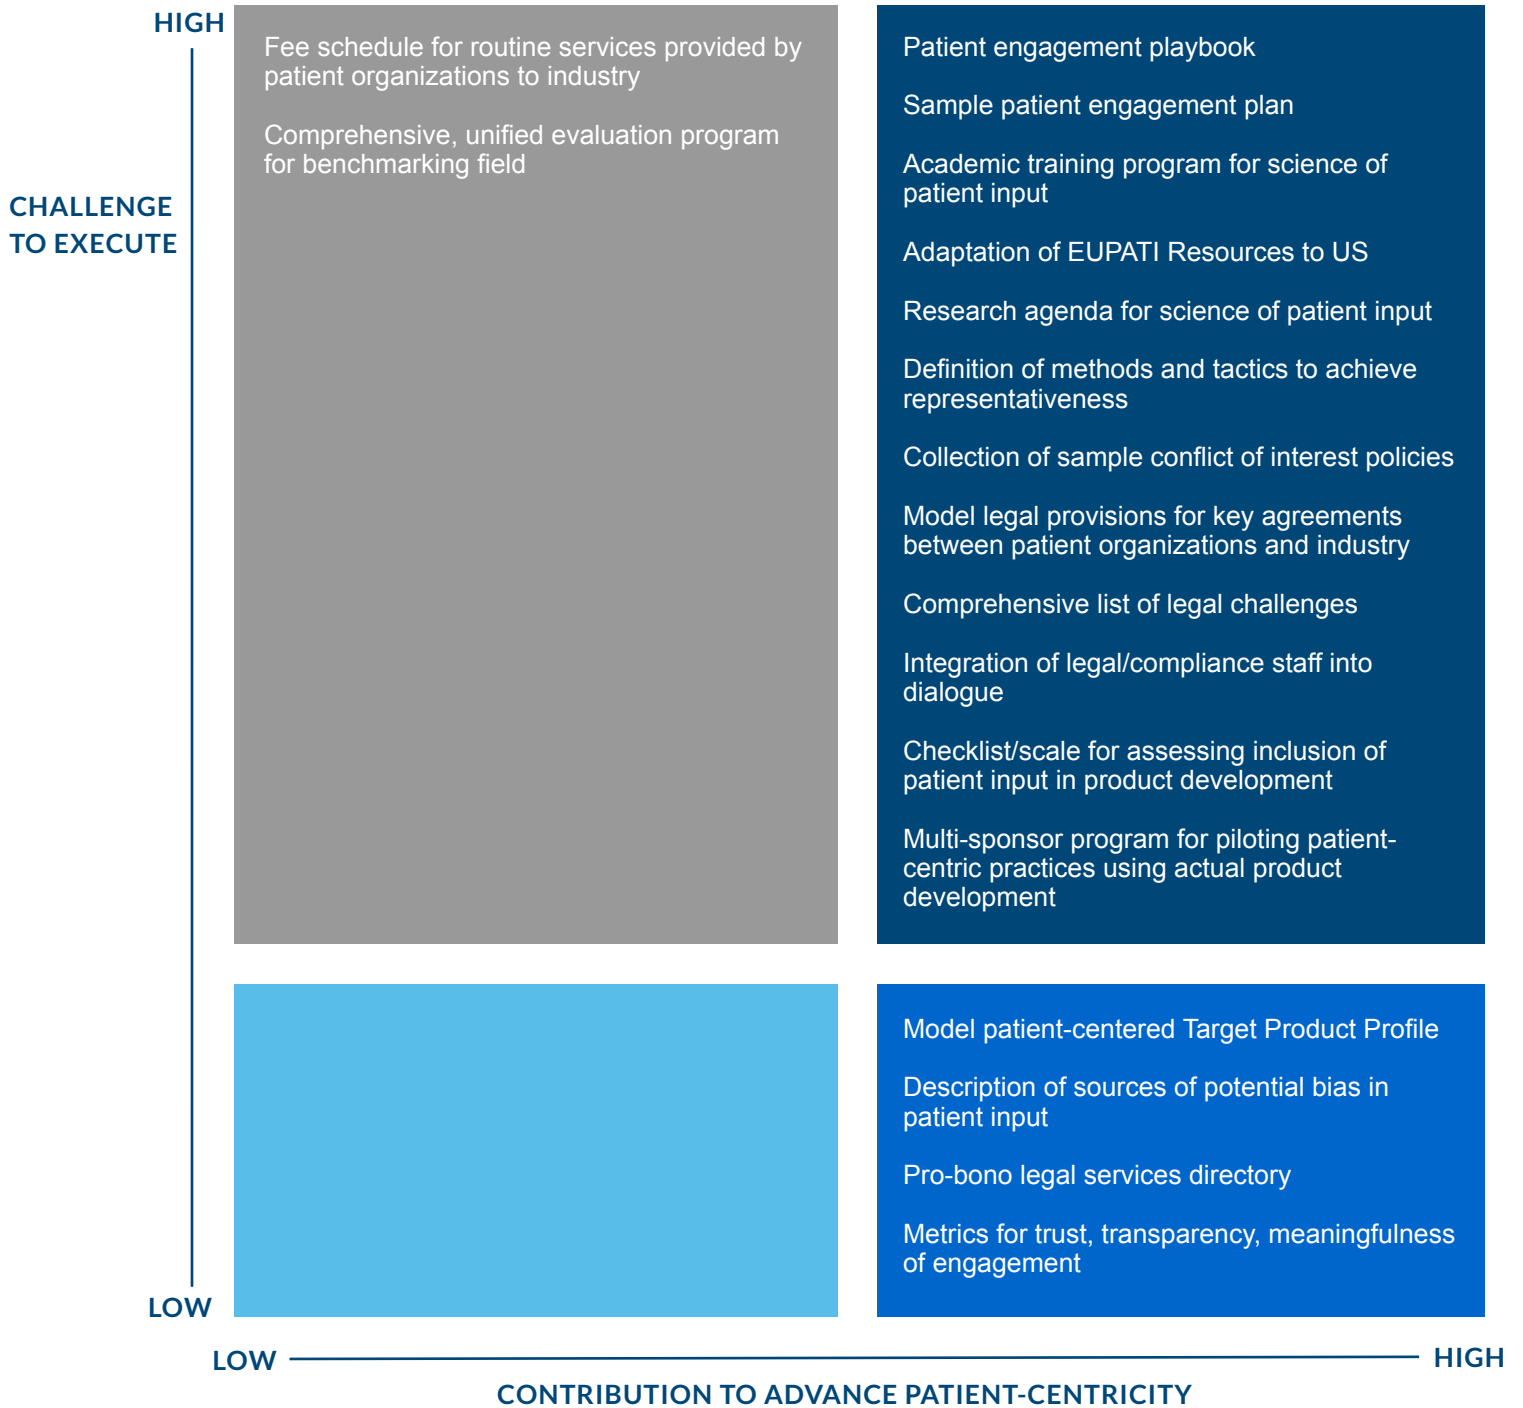 HIGH
CHALLENGE
TO EXECUTE
LOW
Fee schedule for routine services provided by
patient organizations to industry
Comprehensive, unified evaluation program
for benchmarking field
Patient engagement playbook
Sample patient engagement plan
Academic training program for science of
patient input
Adaptation of EUPATI Resources to US
Research agenda for science of patient input
Definition of methods and tactics to achieve
representativeness
Collection of sample conflict of interest policies
Model legal provisions for key agreements
between patient organizations and industry
Comprehensive list of legal challenges
Integration of legal/compliance staff into
dialogue
Checklist/scale for assessing inclusion of
patient input in product development
Multi-sponsor program for piloting patient-
centric practices using actual product
development
Model patient-centered Target Product Profile
Description of sources of potential bias in
patient input
Pro-bono legal services directory
Metrics for trust, transparency, meaningfulness
of engagement
LOW
HIGH
CONTRIBUTION TO ADVANCE PATIENT-CENTRICITY